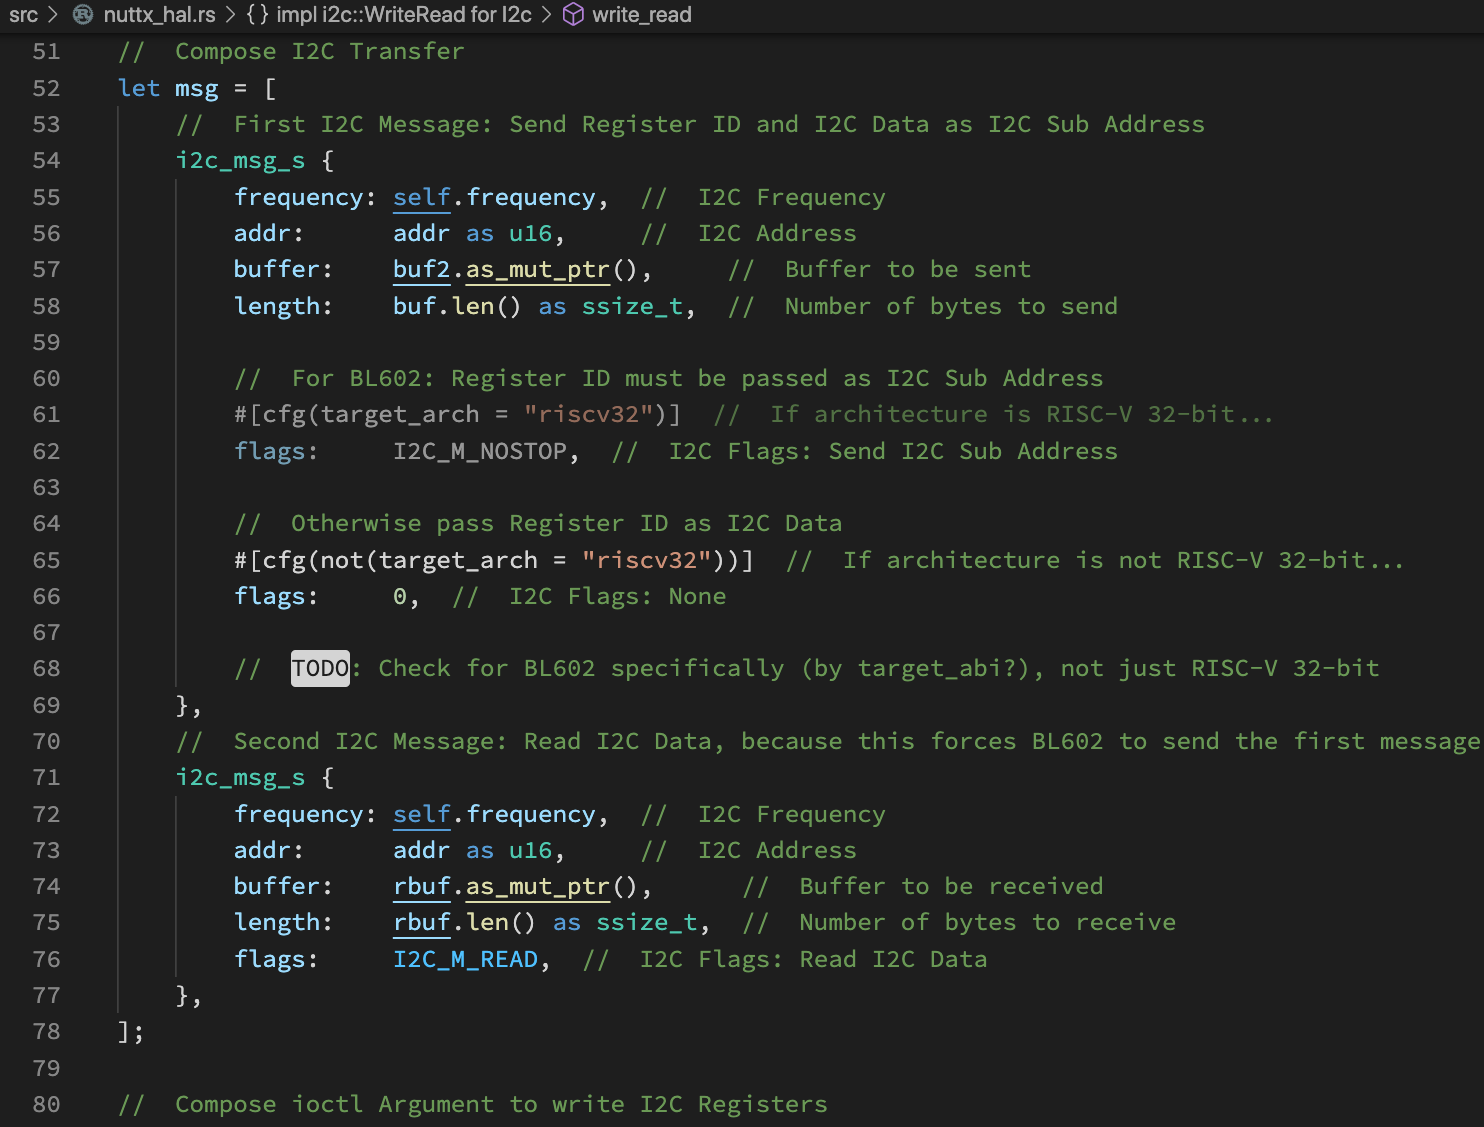 src > nuttx_hal.rs > {} impl i2c::WriteRead for I2c > write_read
51 // Compose I2C Transfer
52 let msg = [
53 // First I2C Message: Send Register ID and I2C Data as I2C Sub Address
54 i2c_msg_s {
55 frequency: self.frequency, // I2C Frequency
56 addr: addr as u16, // I2C Address
57 buffer: buf2.as_mut_ptr(), // Buffer to be sent
58 length: buf.len() as ssize_t, // Number of bytes to send
59
60 // For BL602: Register ID must be passed as I2C Sub Address
61 #[cfg(target_arch = "riscv32")] // If architecture is RISC-V 32-bit...
62 flags: I2C_M_NOSTOP, // I2C Flags: Send I2C Sub Address
63
64 // Otherwise pass Register ID as I2C Data
65 #[cfg(not(target_arch = "riscv32"))] // If architecture is not RISC-V 32-bit...
66 flags: 0, // I2C Flags: None
67
68 // TODO: Check for BL602 specifically (by target_abi?), not just RISC-V 32-bit
69 },
70 // Second I2C Message: Read I2C Data, because this forces BL602 to send the first message
71 i2c_msg_s {
72 frequency: self.frequency, // I2C Frequency
73 addr: addr as u16, // I2C Address
74 buffer: rbuf.as_mut_ptr(), // Buffer to be received
75 length: rbuf.len() as ssize_t, // Number of bytes to receive
76 flags: I2C_M_READ, // I2C Flags: Read I2C Data
77 },
78 ];
79
80 // Compose ioctl Argument to write I2C Registers